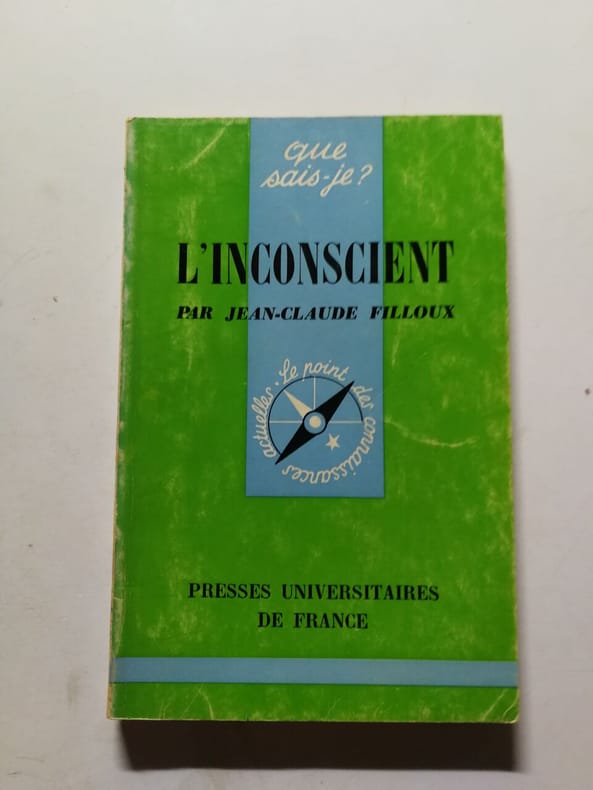 que
sais-je?
L'INCONSCIENT
PAR JEAN-CLAUDE FILLOUX
Le point des connaissances actuelles.
PRESSES UNIVERSITAIRES
DE FRANCE